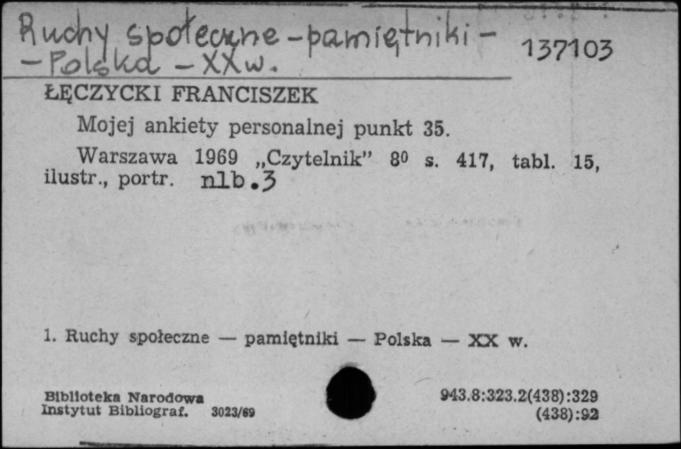 Ruchy społeczne - pamiętniki -
- Polska - XXw.
137103
ŁĘCZYCKI FRANCISZEK
Mojej ankiety personalnej punkt 35.
Warszawa 1969 „Czytelnik” 8⁰ s. 417, tabl. 15,
ilustr., portr. nlb.3
1. Ruchy społeczne — pamiętniki — Polska — XX w.
Biblioteka Narodowa
Instytut Bibliograf. 3023/69
943.8:323.2(438):329
(438):92